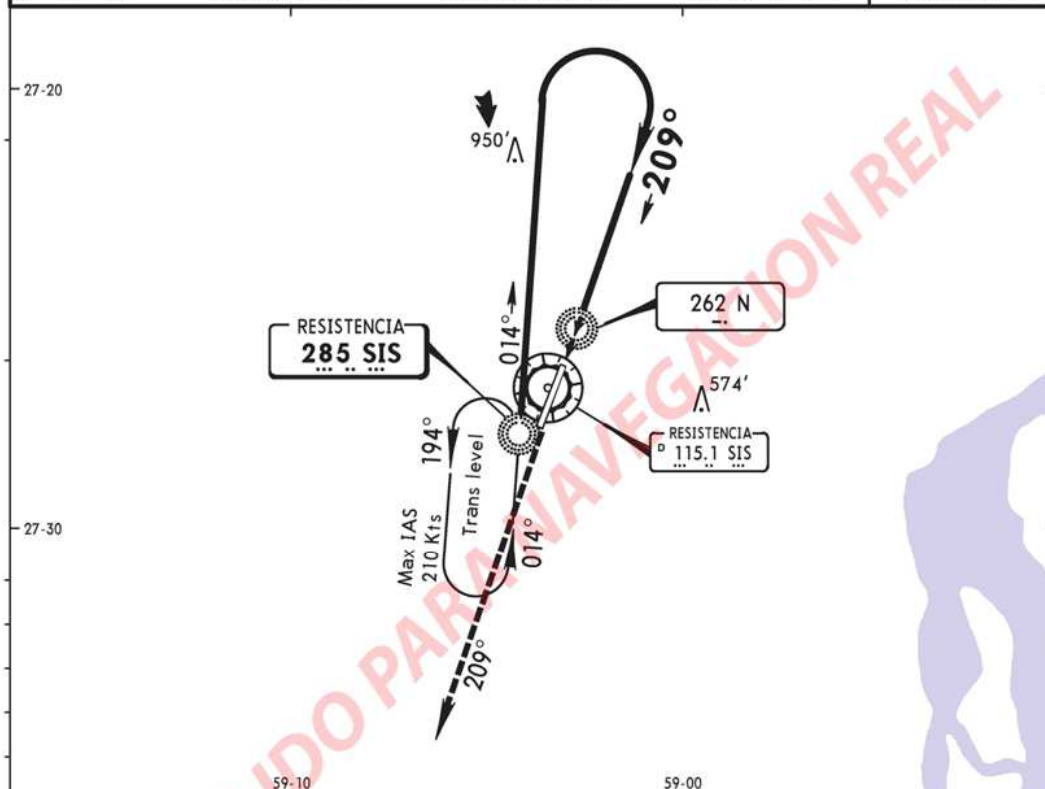 27-20
950'
209°
262 N
RESISTENCIA
285 SIS
014°
574'
RESISTENCIA
D 115.1 SIS
194°
Trans level
Max IAS
210 Kts
27-30
014°
209°
59-10
59-00
IDO PARA NAVEGACION REAL